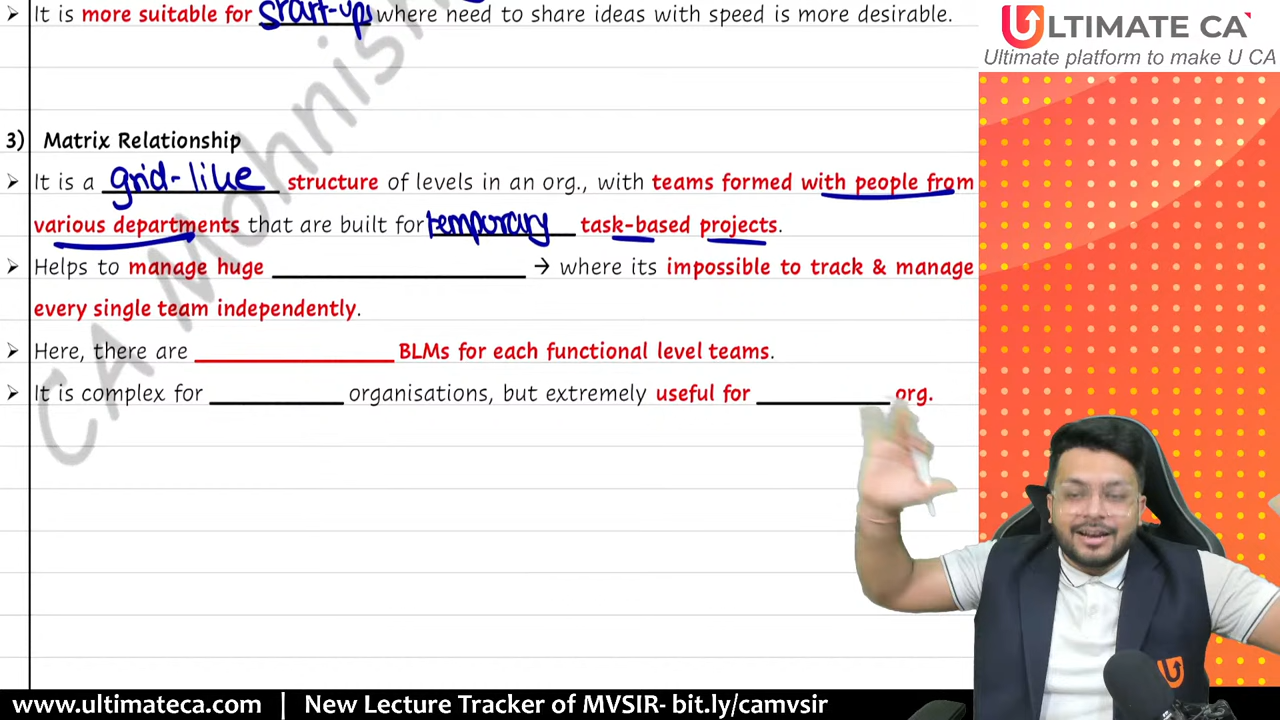 ➢ It is more suitable for start-ups where need to share ideas with speed is more desirable.
ULTIMATE CA
Ultimate platform to make U CA
3) Matrix Relationship
➢ It is a grid-like structure of levels in an org., with teams formed with people from
various departments that are built for temporary task-based projects.
➢ Helps to manage huge ____________ → where its impossible to track & manage
every single team independently.
➢ Here, there are ____________ BLMs for each functional level teams.
➢ It is complex for ________ organisations, but extremely useful for ________ org.
CA Mohnish
www.ultimateca.com | New Lecture Tracker of MVSIR- bit.ly/camvsir